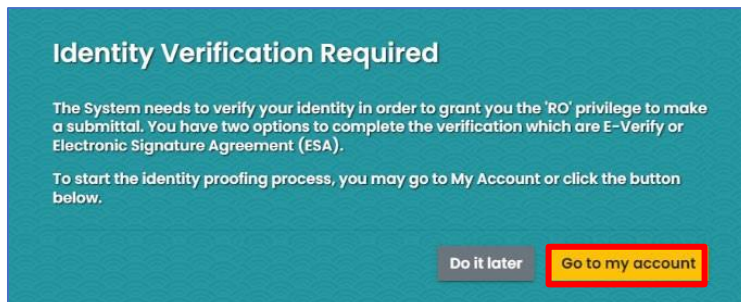 Identity Verification Required
The System needs to verify your identity in order to grant you the 'RO' privilege to make
a submittal. You have two options to complete the verification which are E-Verify or
Electronic Signature Agreement (ESA).
To start the identity proofing process, you may go to My Account or click the button
below.
Do it later
Go to my account